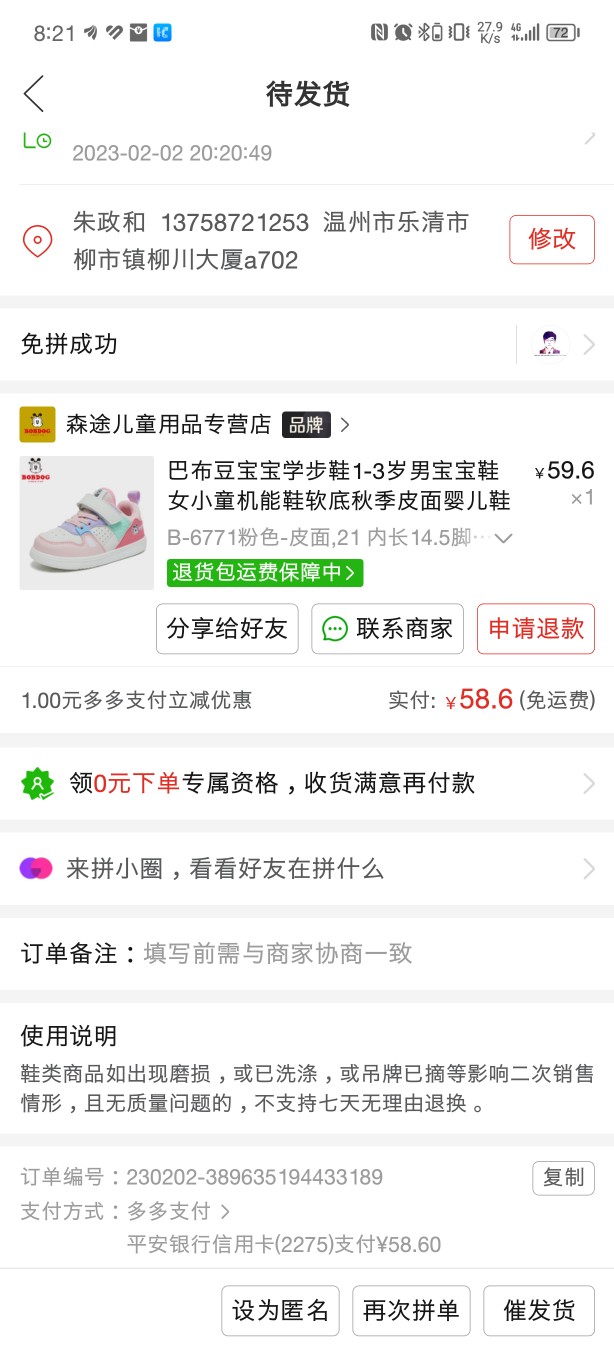 8:21
27.9 K/s
4G
72
待发货
2023-02-02 20:20:49
朱政和 13758721253 温州市乐清市
柳市镇柳川大厦a702
修改
免拼成功
BOBDOG
森途儿童用品专营店 品牌
BOBDOG
巴布豆宝宝学步鞋1-3岁男宝宝鞋
¥59.6
女小童机能鞋软底秋季皮面婴儿鞋
×1
B-6771粉色-皮面,21 内长14.5脚…
退货包运费保障中
分享给好友
联系商家
申请退款
1.00元多多支付立减优惠
实付: ¥58.6 (免运费)
领0元下单专属资格，收货满意再付款
来拼小圈，看看好友在拼什么
订单备注：填写前需与商家协商一致
使用说明
鞋类商品如出现磨损，或已洗涤，或吊牌已摘等影响二次销售
情形，且无质量问题的，不支持七天无理由退换。
订单编号：230202-389635194433189
复制
支付方式：多多支付
平安银行信用卡(2275)支付¥58.60
设为匿名
再次拼单
催发货